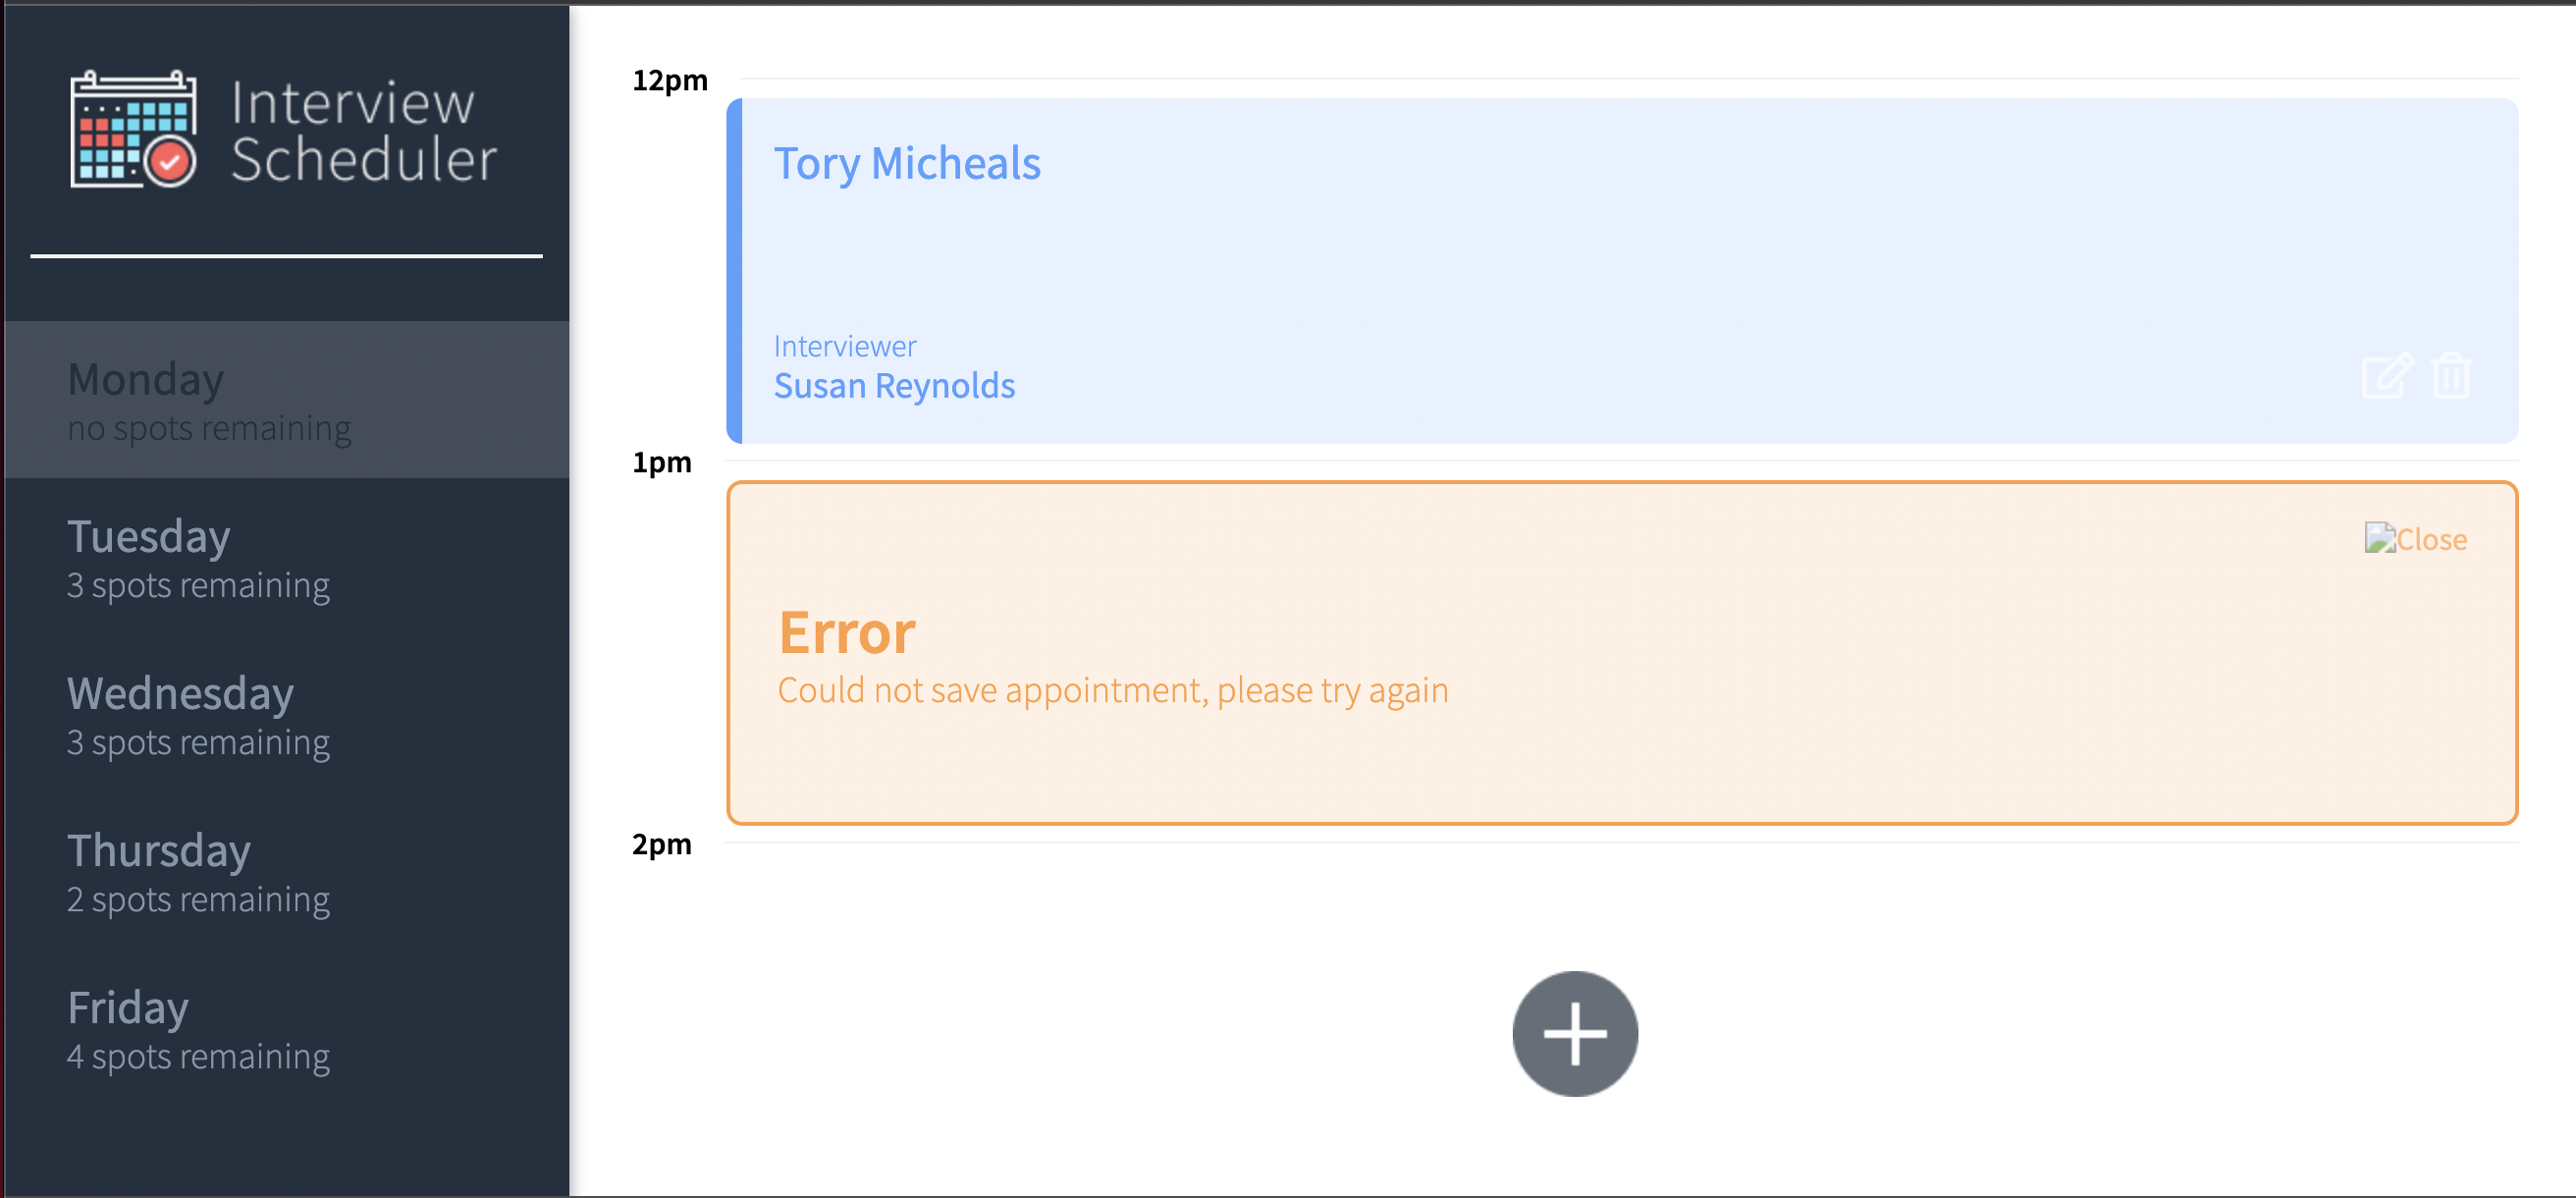 Interview
Scheduler
Monday
no spots remaining
Tuesday
3 spots remaining
Wednesday
3 spots remaining
Thursday
2 spots remaining
Friday
4 spots remaining
12pm
Tory Micheals
Interviewer
Susan Reynolds
1pm
Close
Error
Could not save appointment, please try again
2pm